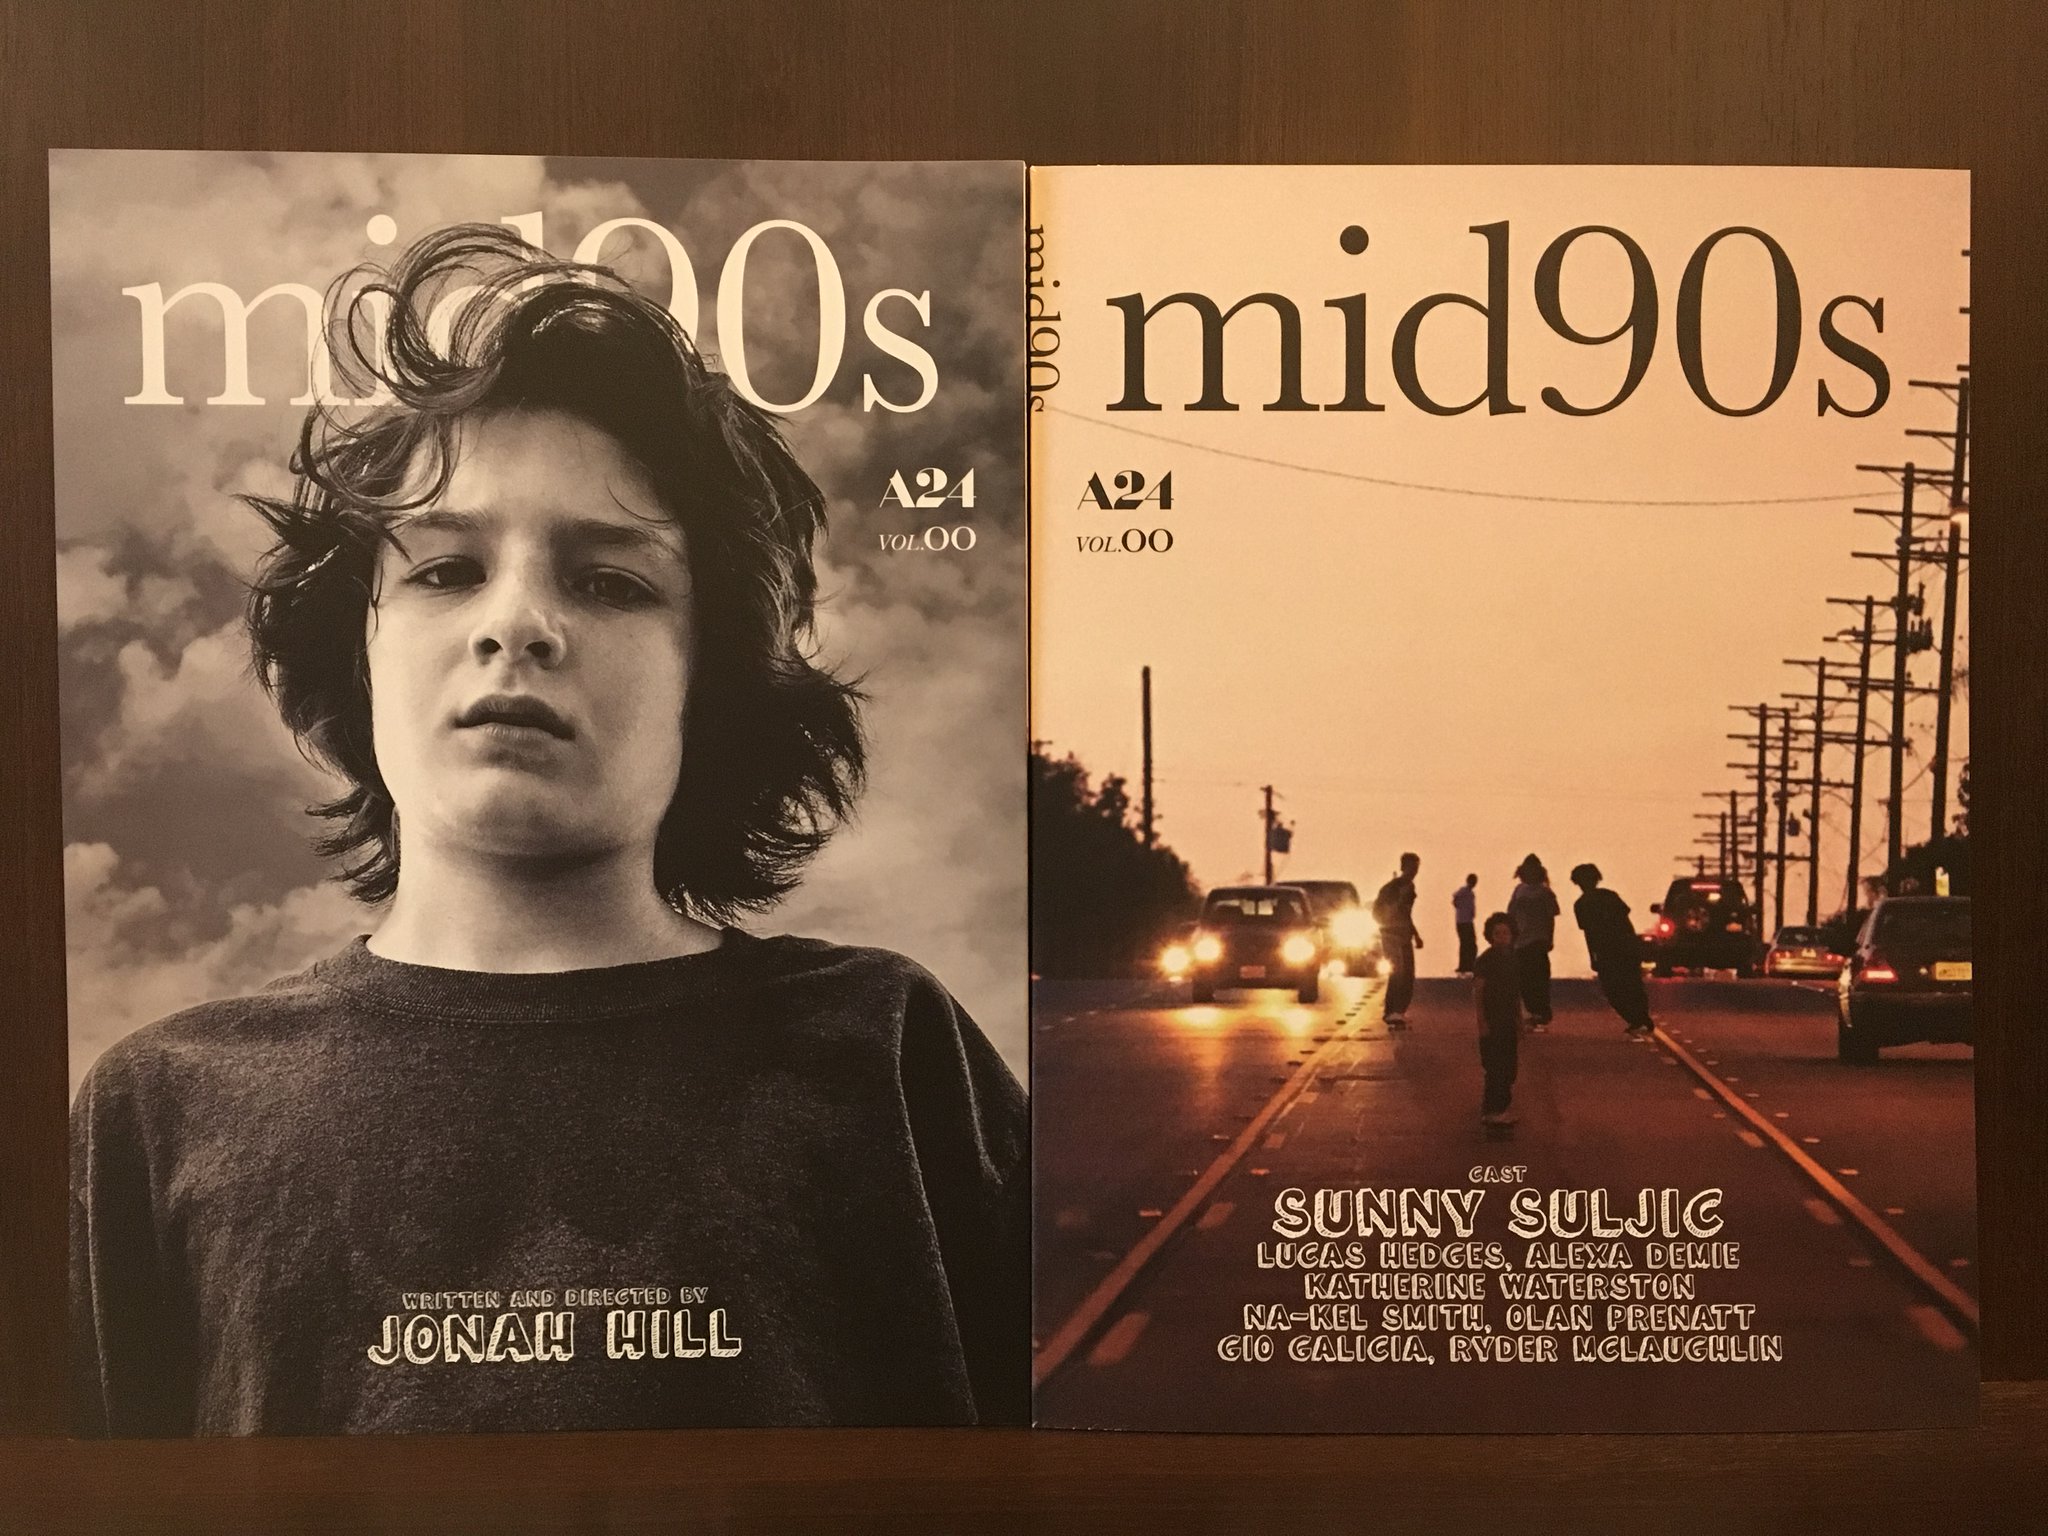 mid90s
A24
VOL.00
WRITTEN AND DIRECTED BY
JONAH HILL
mid90s
mid90s
A24
VOL.00
CAST
SUNNY SULJIC
LUCAS HEDGES, ALEXA DEMIE
KATHERINE WATERSTON
NA-KEL SMITH, OLAN PRENATT
GIO GALICIA, RYDER MCLAUGHLIN